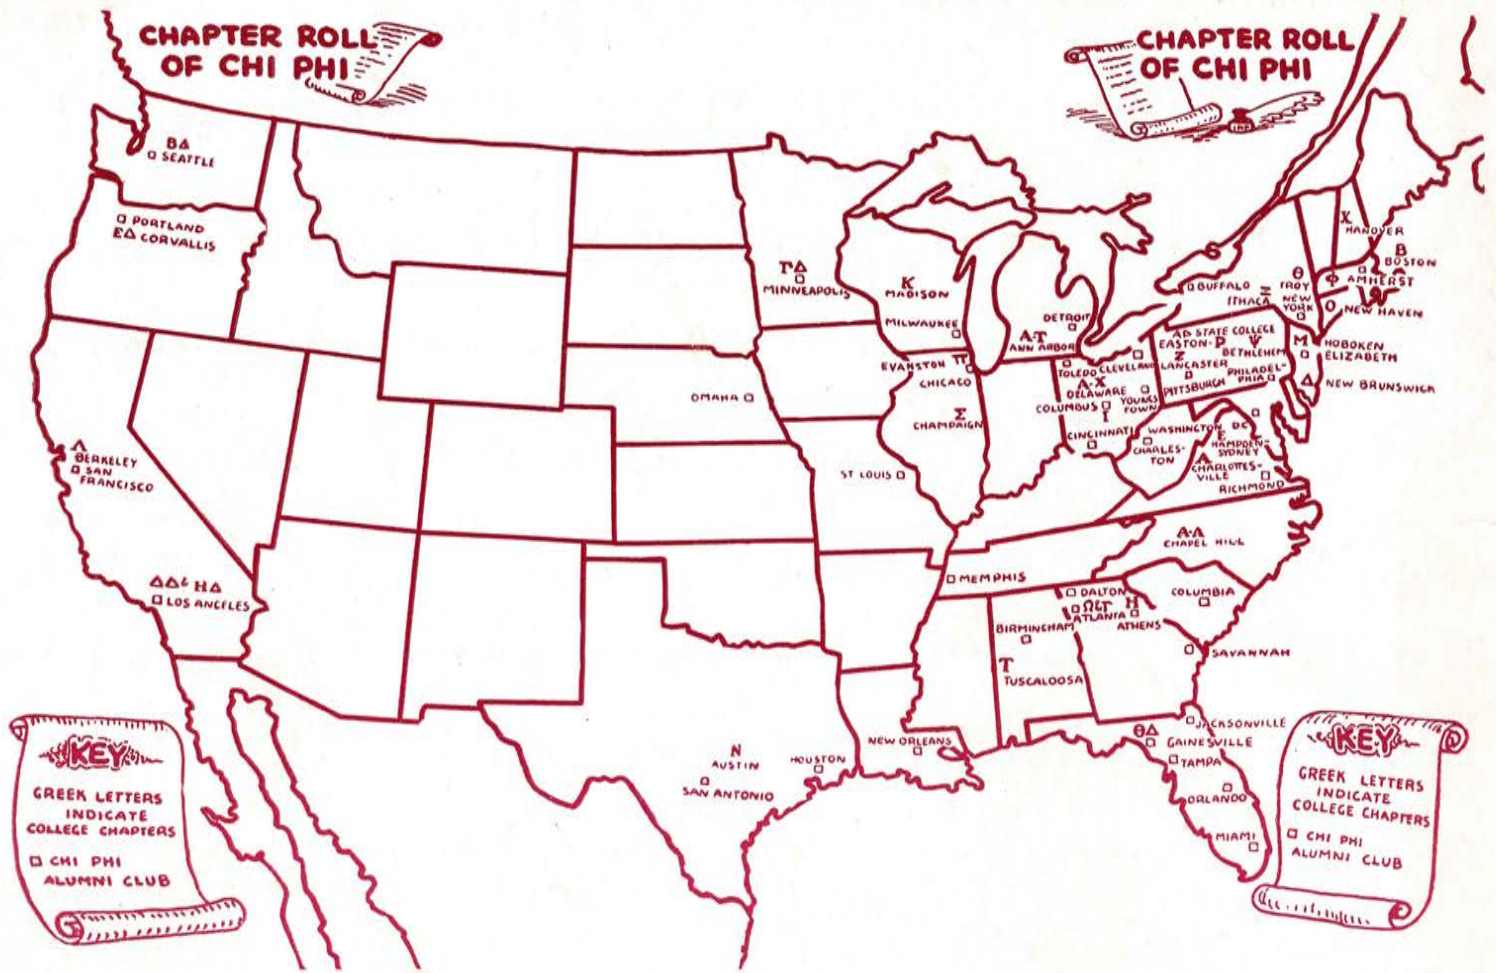 CHAPTER ROLL
OF CHI PHI
CHAPTER ROLL
OF CHI PHI
ΒΔ
SEATTLE
PORTLAND
ΕΔ CORVALLIS
Λ
BERKELEY
SAN
FRANCISCO
ΔΔ & ΗΔ
LOS ANGELES
ΓΔ
MINNEAPOLIS
OMAHA
ST LOUIS
Κ
MADISON
MILWAUKEE
EVANSTON Π
CHICACO
Σ
CHAMPAIGN
DETROIT
Α-Τ
ANN ARBOR
TOLEDO
CLEVELAND
Α-Χ
DELAWARE
COLUMBUS
Ι
YOUNGS
TOWN
CINCINNATI
BUFFALO
Ξ
ITHACA
Θ
TROY
NEW
YORK
Χ
HANOVER
Β
BOSTON
Φ AMHERST
Ο NEW HAVEN
ΑΔ STATE COLLEGE
EASTON-Ρ
Ψ
BETHLEHEM
Ζ
LANCASTER
PHILADEL-
PHIA
PITTSBURGH
Μ
HOBOKEN
ELIZABETH
Δ NEW BRUNSWICK
WASHINGTON DC
CHARLES-
TON
Ε
HAMPDEN-
SYDNEY
Α
CHARLOTTES-
VILLE
RICHMOND
Α-Λ
CHAPEL HILL
MEMPHIS
DALTON
Ω&Γ
ATLANTA
Η
ATHENS
COLUMBIA
BIRMINGHAM
Τ
TUSCALOOSA
SAVANNAH
JACKSONVILLE
ΘΔ
GAINESVILLE
TAMPA
ORLANDO
MIAMI
NEW ORLEANS
Ν
AUSTIN
HOUSTON
SAN ANTONIO
KEY
GREEK LETTERS
INDICATE
COLLEGE CHAPTERS
CHI PHI
ALUMNI CLUB
KEY
GREEK LETTERS
INDICATE
COLLEGE CHAPTERS
CHI PHI
ALUMNI CLUB